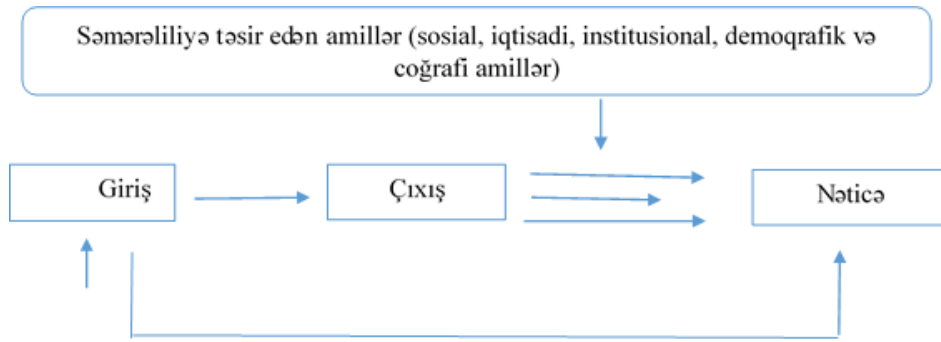 Səmərəliliyə təsir edən amillər (sosial, iqtisadi, institusional, demoqrafik və
coğrafi amillər)
Giriş
Çıxış
Nəticə